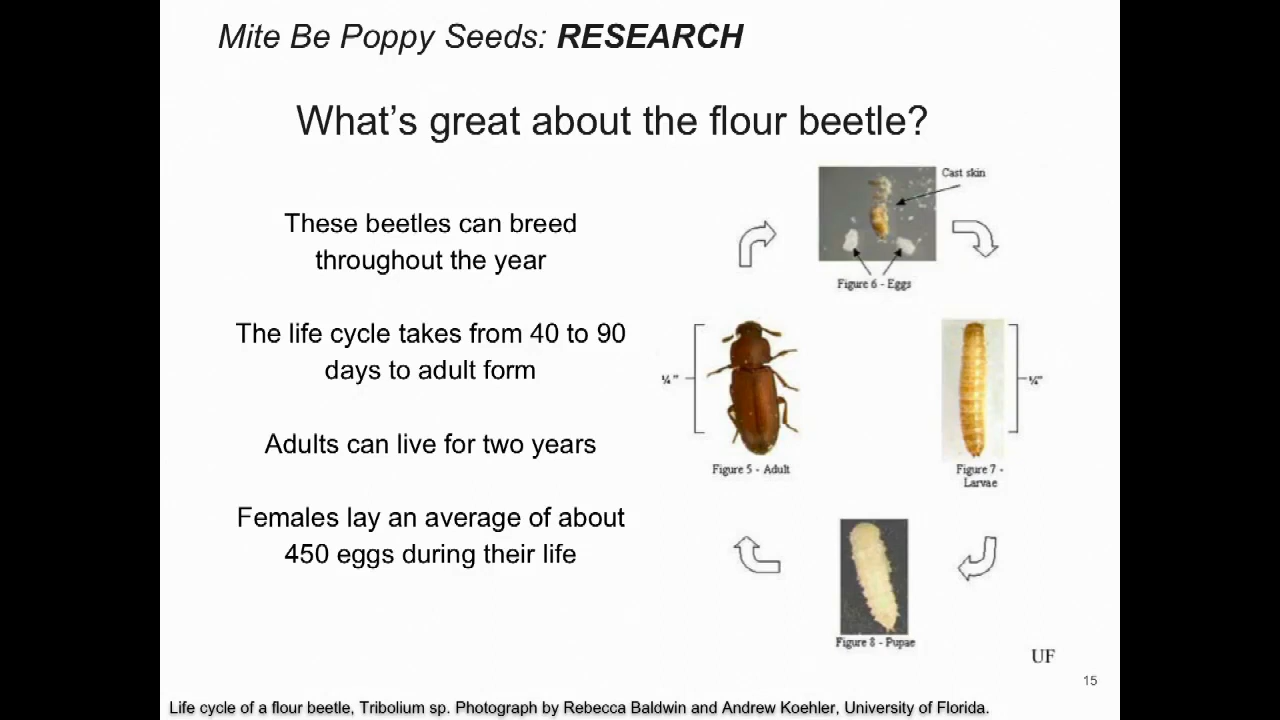 Mite Be Poppy Seeds: RESEARCH
What's great about the flour beetle?
These beetles can breed
throughout the year
The life cycle takes from 40 to 90
days to adult form
Adults can live for two years
Females lay an average of about
450 eggs during their life
Cast skin
Figure 6 - Eggs
¼"
¼"
Figure 5 - Adult
Figure 7 -
Larvae
Figure 8 - Pupae
UF
15
Life cycle of a flour beetle, Tribolium sp. Photograph by Rebecca Baldwin and Andrew Koehler, University of Florida.